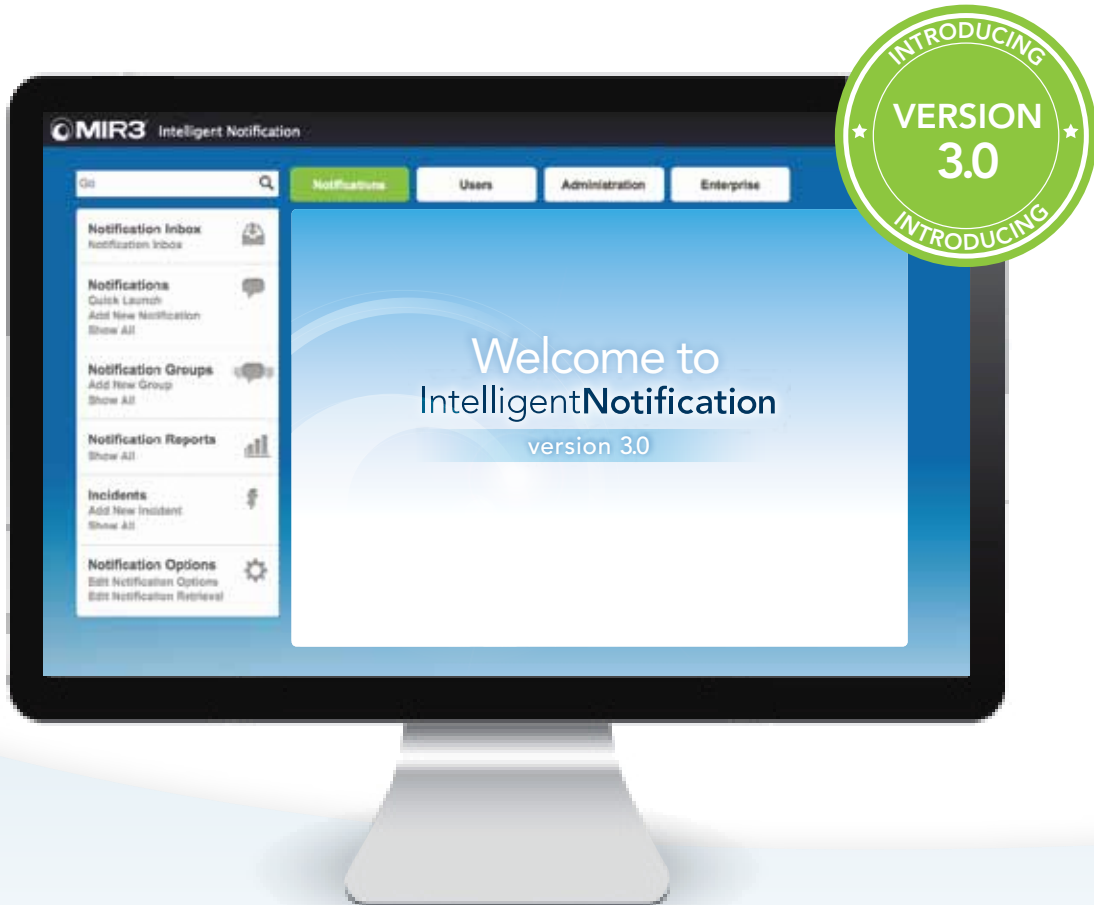 INTRODUCING
VERSION
3.0
INTRODUCING
MIR3 Intelligent Notification
Go
Notifications
Users
Administration
Enterprise
Notification Inbox
Notification Inbox
Notifications
Quick Launch
Add New Notification
Show All
Notification Groups
Add New Group
Show All
Notification Reports
Show All
Incidents
Add New Incident
Show All
Notification Options
Edit Notification Options
Edit Notification Retrieval
Welcome to
IntelligentNotification
version 3.0